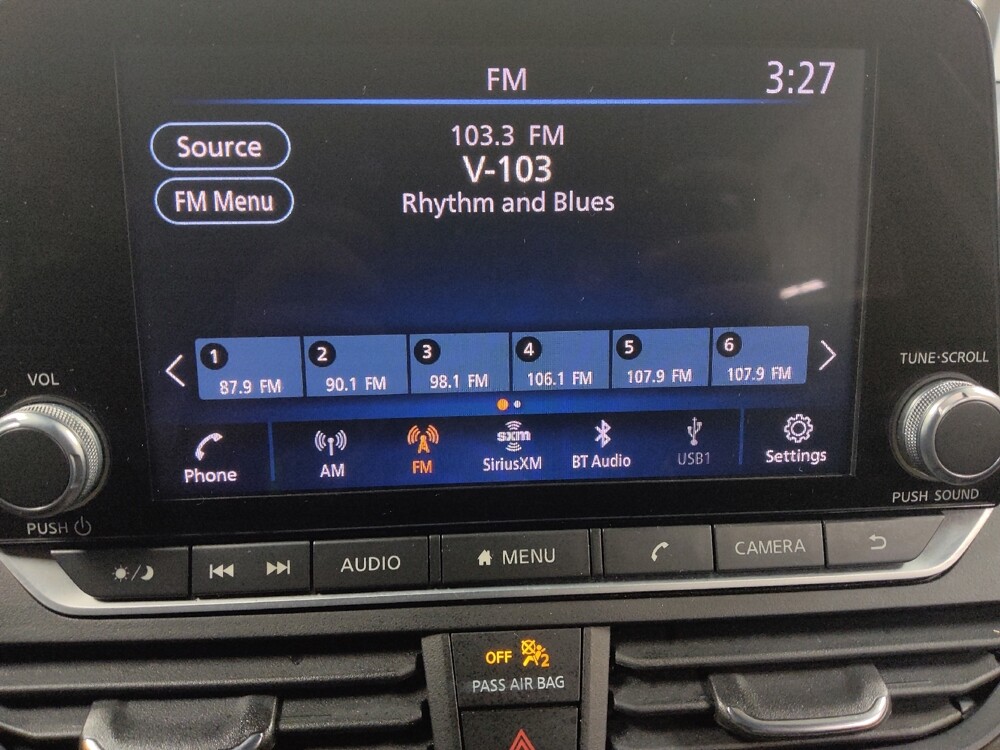 FM
3:27
Source
103.3 FM
V-103
FM Menu
Rhythm and Blues
1
2
3
4
5
6
87.9 FM
90.1 FM
98.1 FM
106.1 FM
107.9 FM
107.9 FM
Phone
AM
FM
sxm
SiriusXM
BT Audio
USB1
Settings
VOL
PUSH
TUNE·SCROLL
PUSH SOUND
AUDIO
MENU
CAMERA
OFF
2
PASS AIR BAG